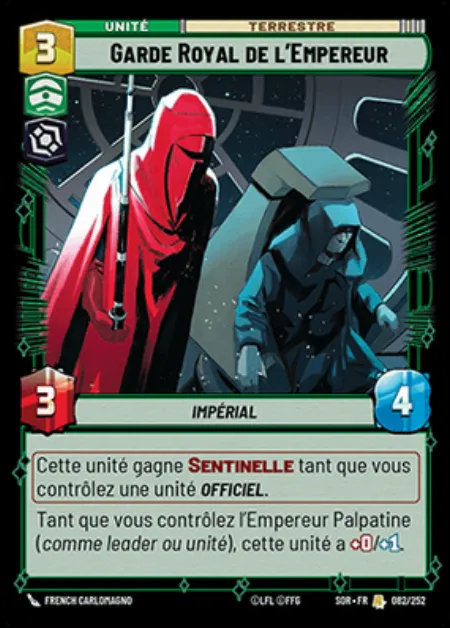 UNITÉ
TERRESTRE
3
GARDE ROYAL DE L'EMPEREUR
3
IMPÉRIAL
4
Cette unité gagne SENTINELLE tant que vous
contrôlez une unité OFFICIEL.
Tant que vous contrôlez l'Empereur Palpatine
(comme leader ou unité), cette unité a +0/+1.
FRENCH CARLOMAGNO
©LFL ©FFG
SOR • FR
082/252